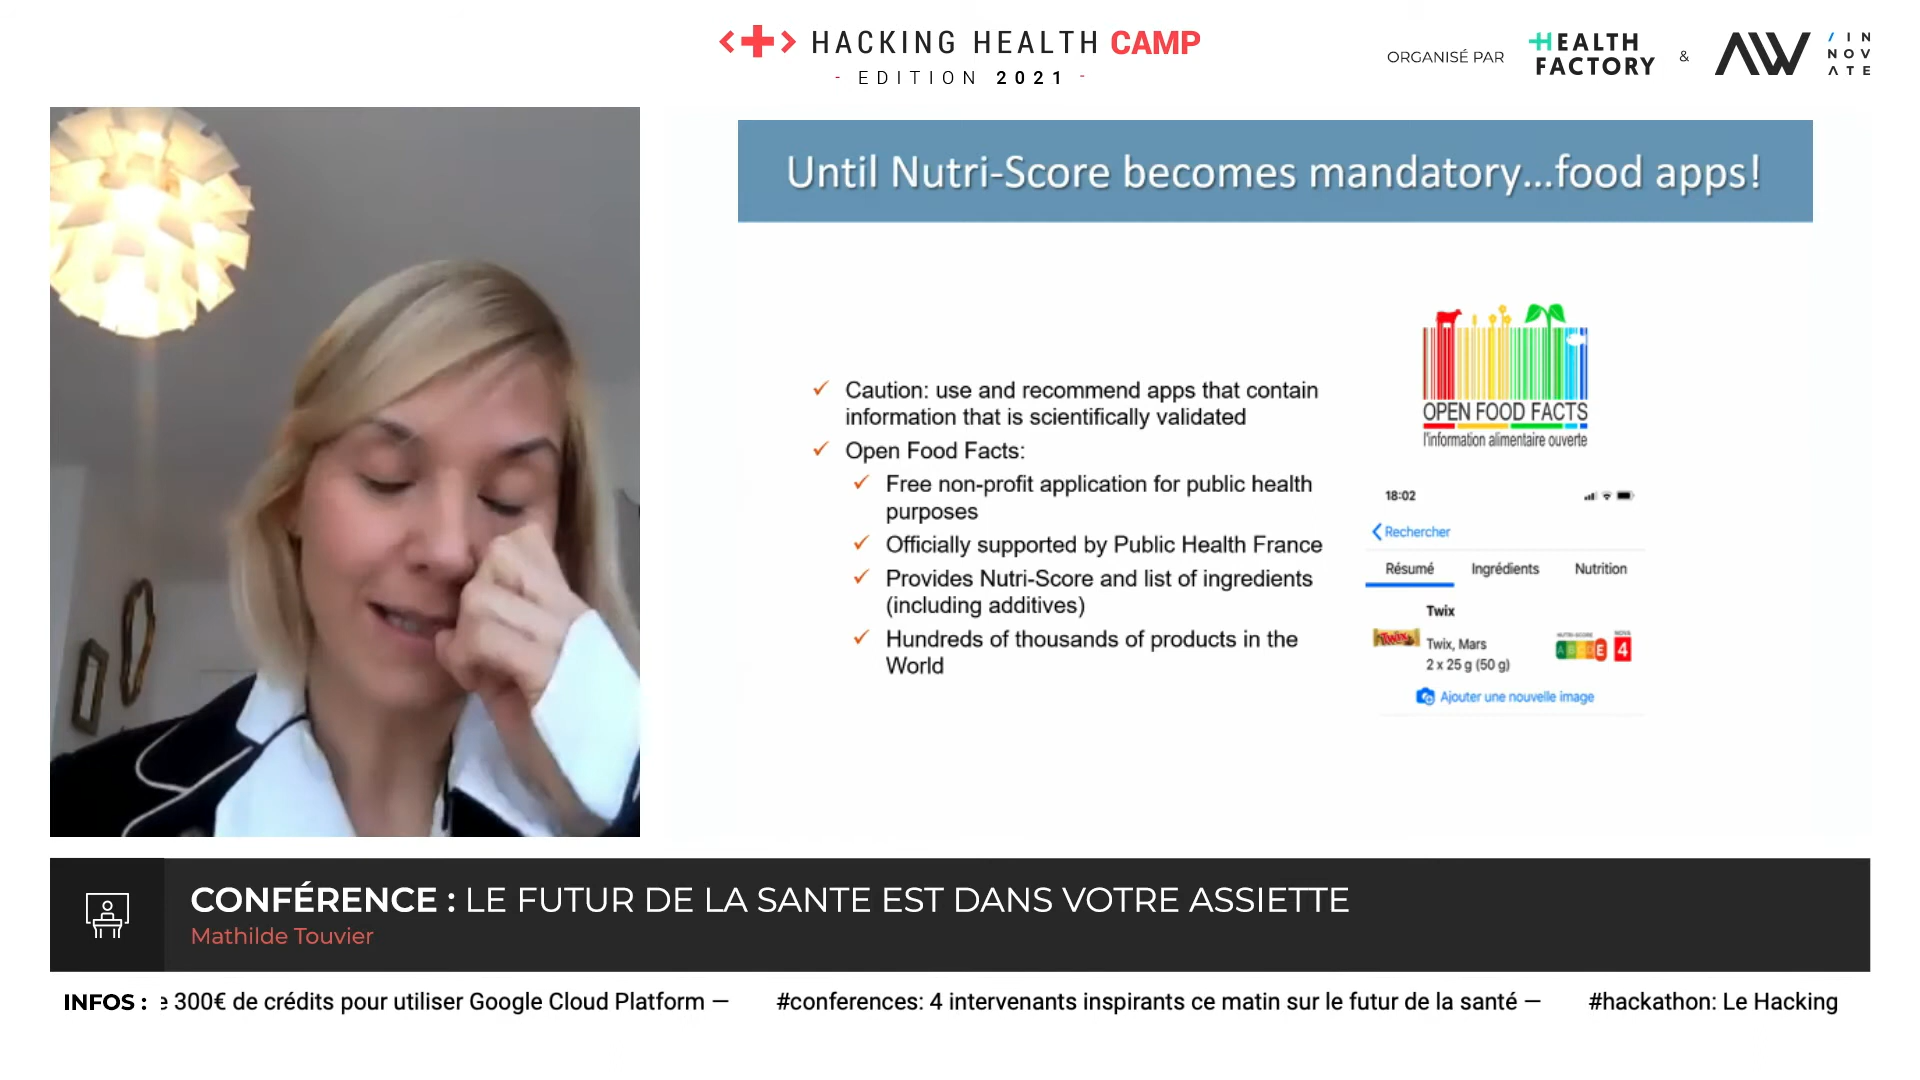 HACKING HEALTH CAMP
- EDITION 2021 -
ORGANISÉ PAR
HEALTH
FACTORY
&
AW
/IN
NOV
ATE
Until Nutri-Score becomes mandatory...food apps!
Caution: use and recommend apps that contain
information that is scientifically validated
Open Food Facts:
Free non-profit application for public health
purposes
Officially supported by Public Health France
Provides Nutri-Score and list of ingredients
(including additives)
Hundreds of thousands of products in the
World
OPEN FOOD FACTS
l'information alimentaire ouverte
18:02
Rechercher
Résumé Ingrédients Nutrition
Twix
Twix
Twix, Mars
2 x 25 g (50 g)
NUTRI-SCORE
A B C D E
NOVA
4
Ajouter une nouvelle image
CONFÉRENCE : LE FUTUR DE LA SANTE EST DANS VOTRE ASSIETTE
Mathilde Touvier
INFOS : e 300€ de crédits pour utiliser Google Cloud Platform — #conferences: 4 intervenants inspirants ce matin sur le futur de la santé — #hackathon: Le Hacking